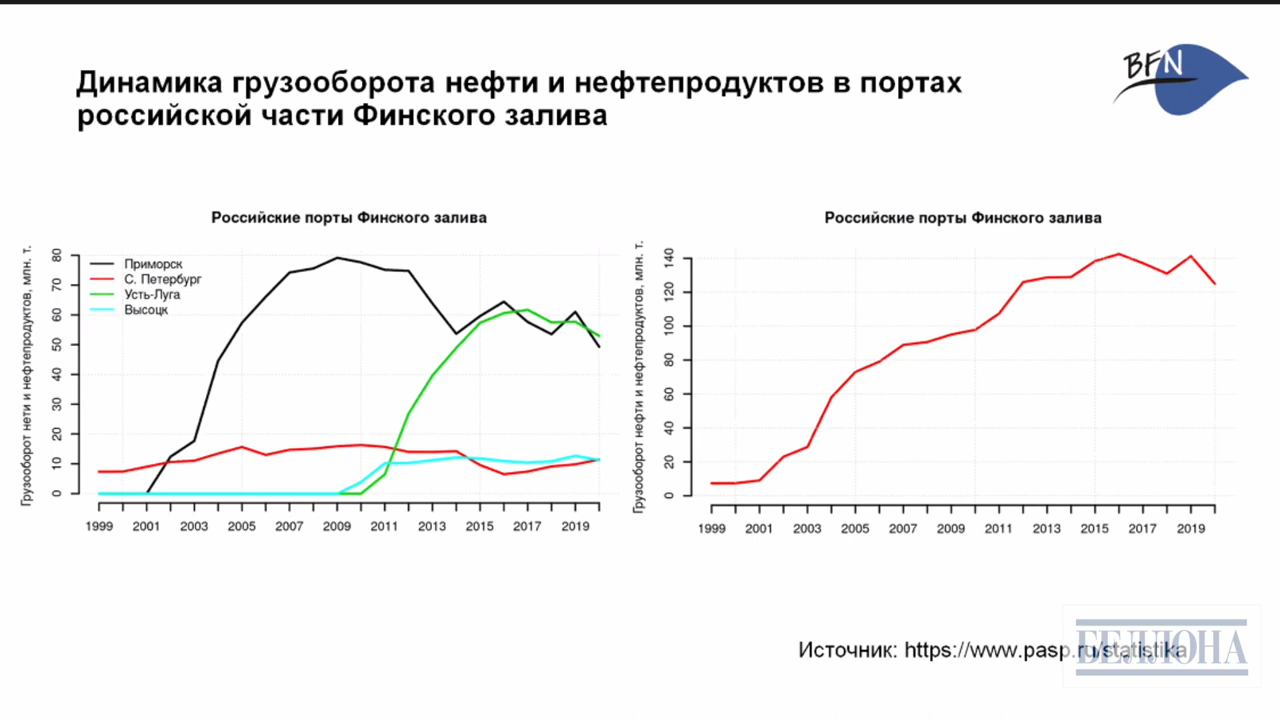 Динамика грузооборота нефти и нефтепродуктов в портах
российской части Финского залива
BFN
Российские порты Финского залива
Грузооборот нети и нефтепродуктов, млн. т.
80
70
60
50
40
30
20
10
0
Приморск
С. Петербург
Усть-Луга
Высоцк
1999 2001 2003 2005 2007 2009 2011 2013 2015 2017 2019
Российские порты Финского залива
Грузооборот нефти и нефтепродуктов, млн. т.
140
120
100
80
60
40
20
0
1999 2001 2003 2005 2007 2009 2011 2013 2015 2017 2019
Источник: https://www.pasp.ru/statistika
БЕЛЛОНА